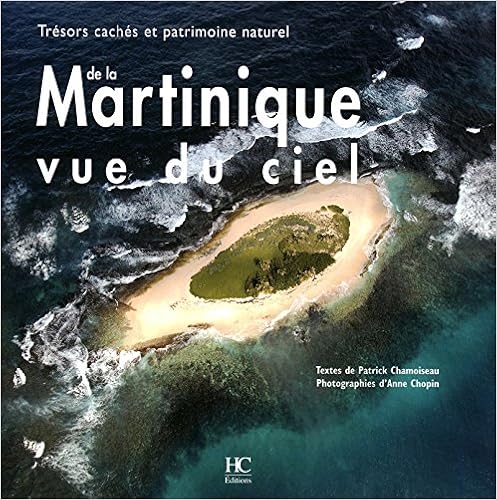 Trésors cachés et patrimoine naturel
de la
Martinique
vue du ciel
Textes de Patrick Chamoiseau
Photographies d'Anne Chopin
HC
Éditions